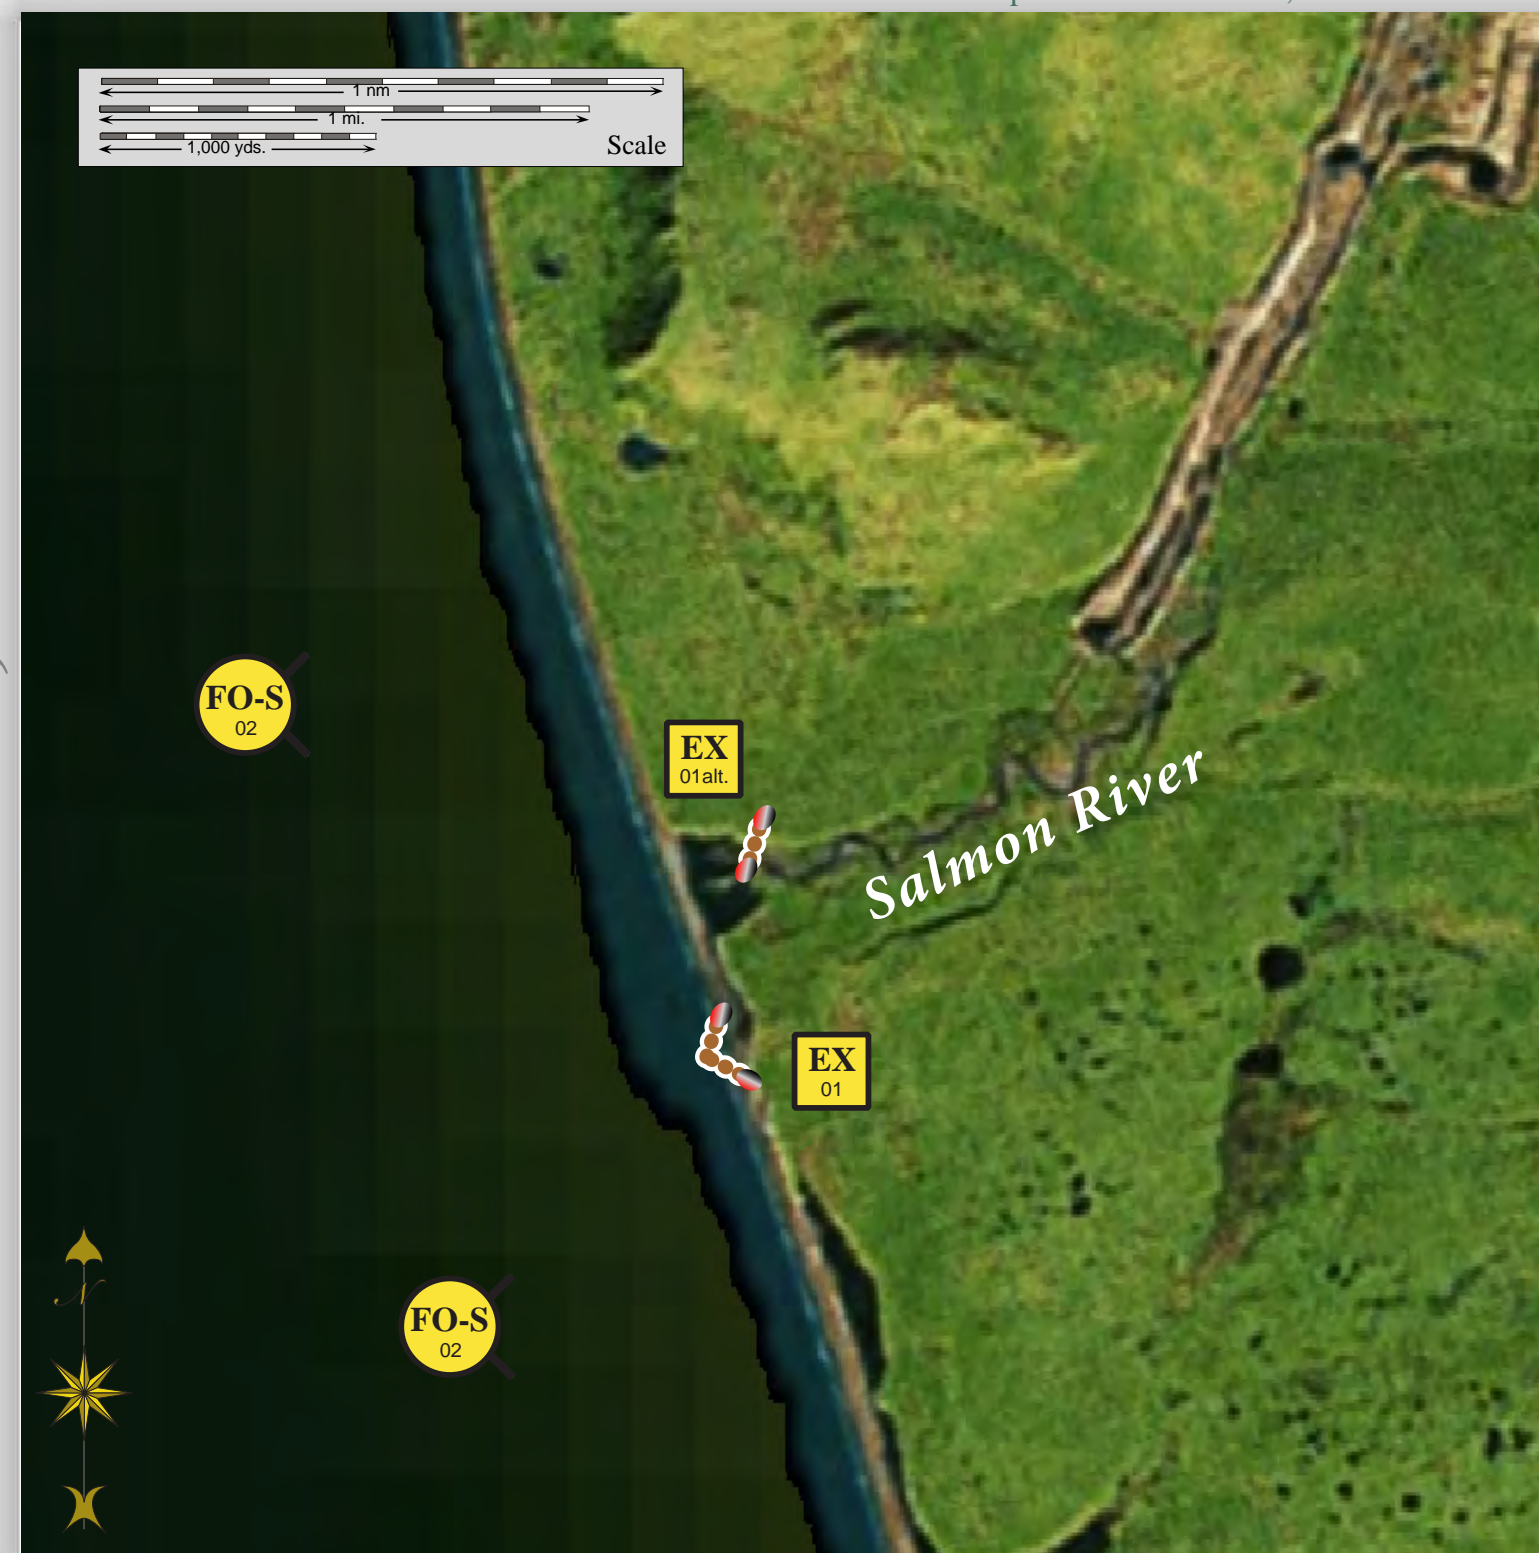 1 nm
1 mi.
1,000 yds.
Scale
FO-S
02
EX
01alt.
Salmon River
EX
01
FO-S
02
N